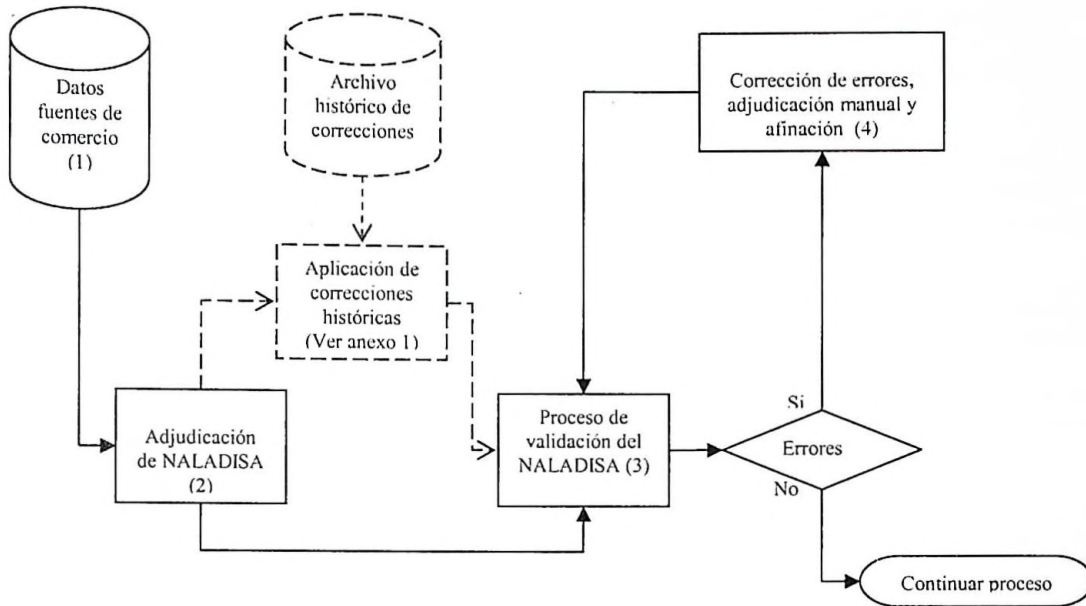 Datos
fuentes de
comercio
(1)
Archivo
histórico de
correcciones
Corrección de errores,
adjudicación manual y
afinación (4)
Aplicación de
correcciones
históricas
(Ver anexo 1)
Adjudicación
de NALADISA
(2)
Proceso de
validación del
NALADISA (3)
Si
Errores
No
Continuar proceso